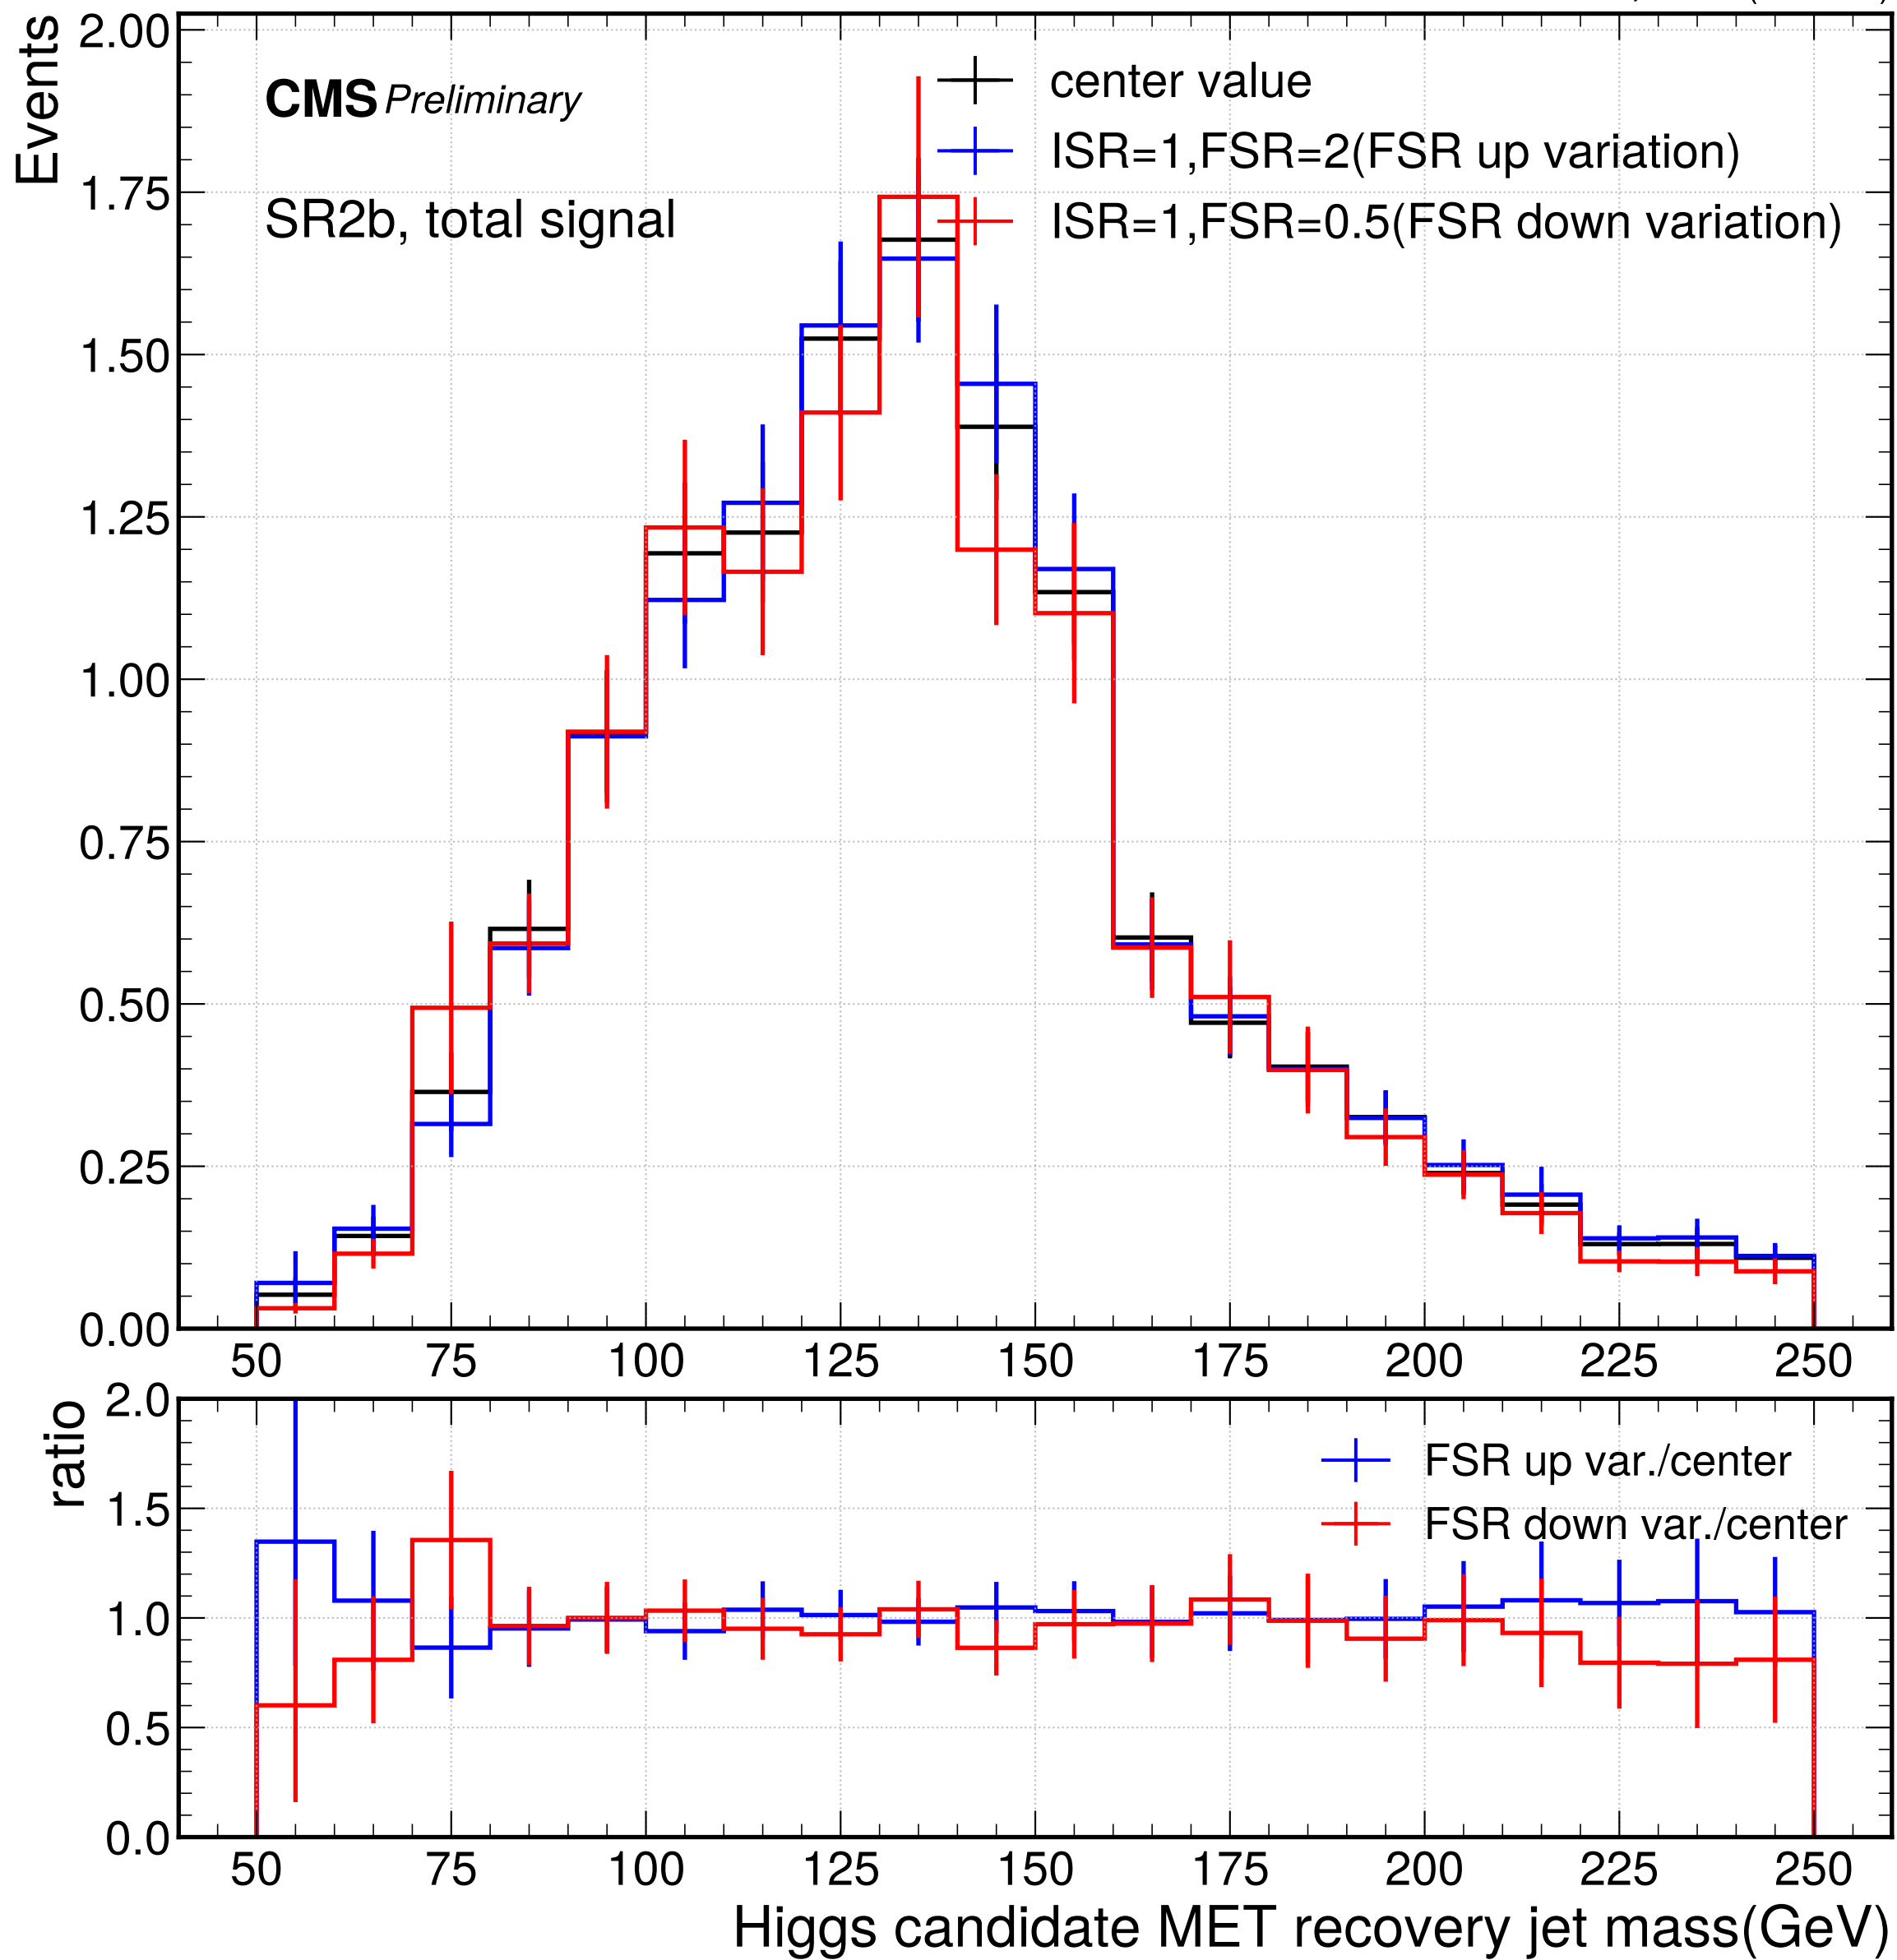 CMS Preliminary
SR2b, total signal
center value
ISR=1,FSR=2(FSR up variation)
ISR=1,FSR=0.5(FSR down variation)
Events
2.00
1.75
1.50
1.25
1.00
0.75
0.50
0.25
0.00
50 75 100 125 150 175 200 225 250
ratio
2.0
1.5
1.0
0.5
0.0
FSR up var./center
FSR down var./center
50 75 100 125 150 175 200 225 250
Higgs candidate MET recovery jet mass(GeV)